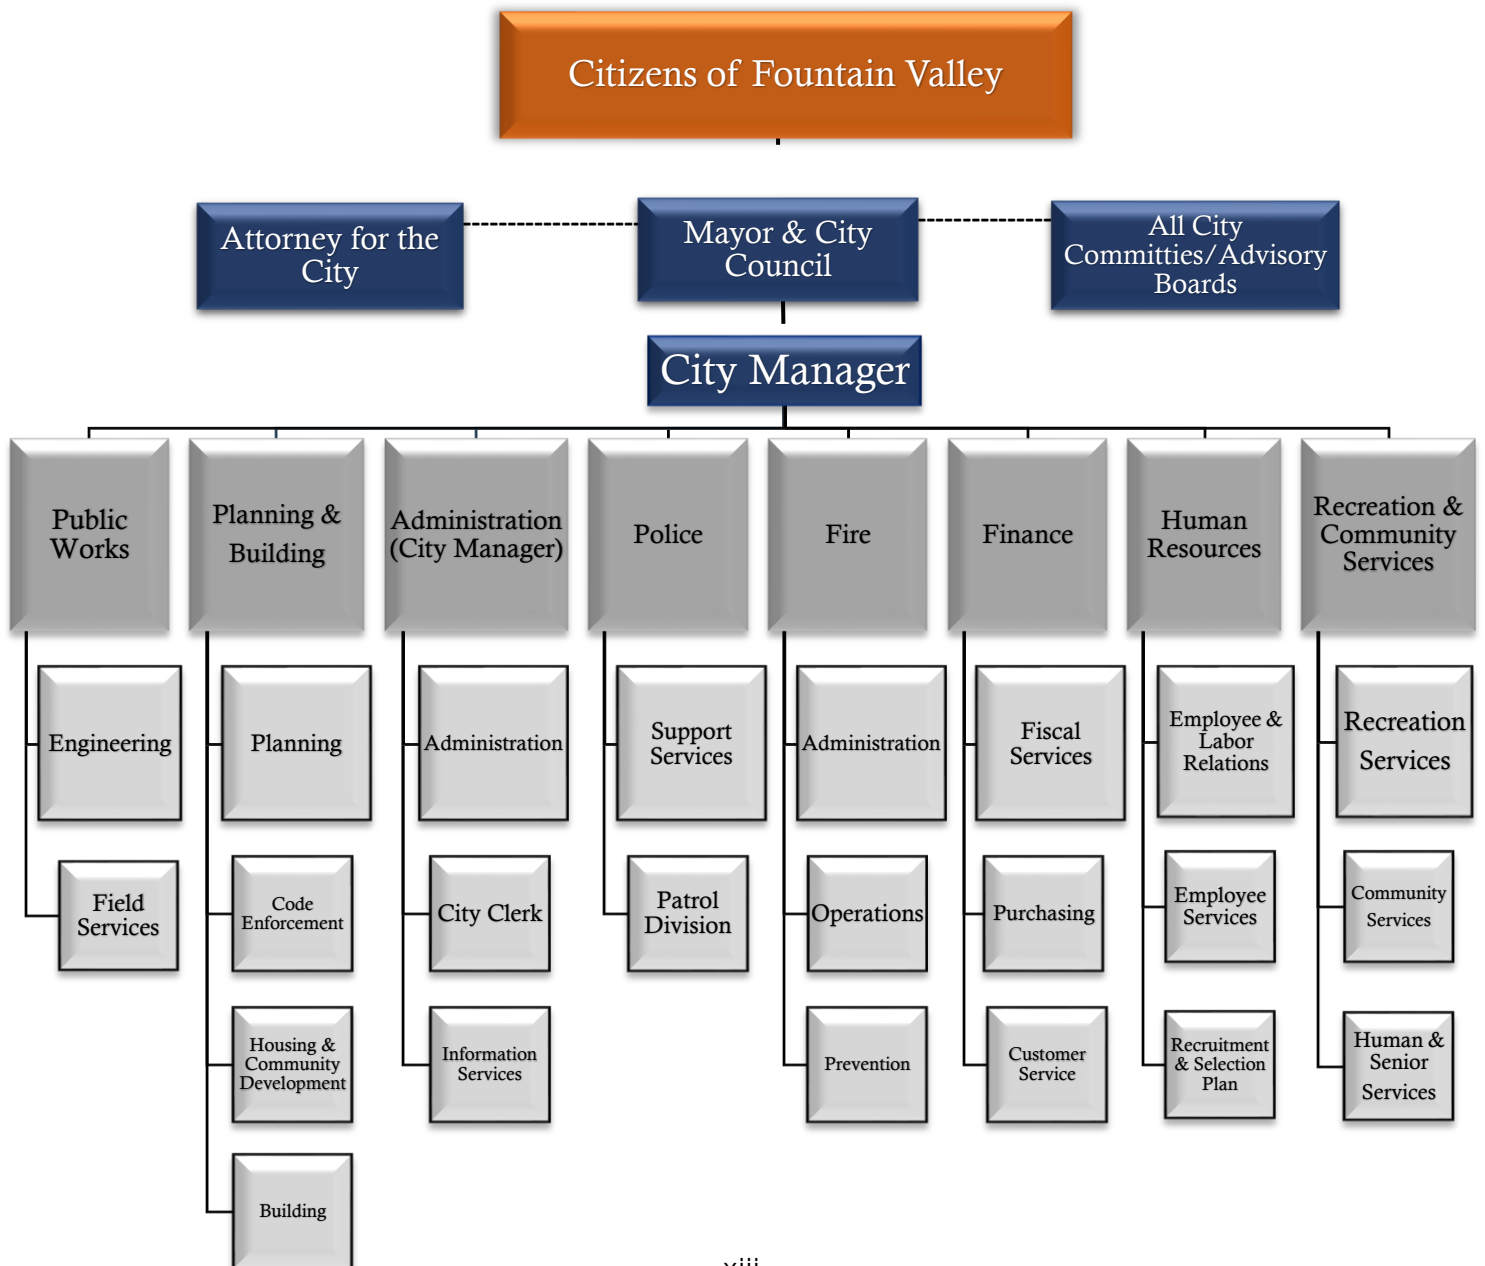 Citizens of Fountain Valley
Attorney for the
City
Mayor & City
Council
All City
Committies/Advisory
Boards
City Manager
Public
Works
Planning &
Building
Administration
(City Manager)
Police
Fire
Finance
Human
Resources
Recreation &
Community
Services
Engineering
Planning
Administration
Support
Services
Administration
Fiscal
Services
Employee &
Labor
Relations
Recreation
Services
Field
Services
Code
Enforcement
City Clerk
Patrol
Division
Operations
Purchasing
Employee
Services
Community
Services
Housing &
Community
Development
Information
Services
Prevention
Customer
Service
Recruitment
& Selection
Plan
Human &
Senior
Services
Building
xiii